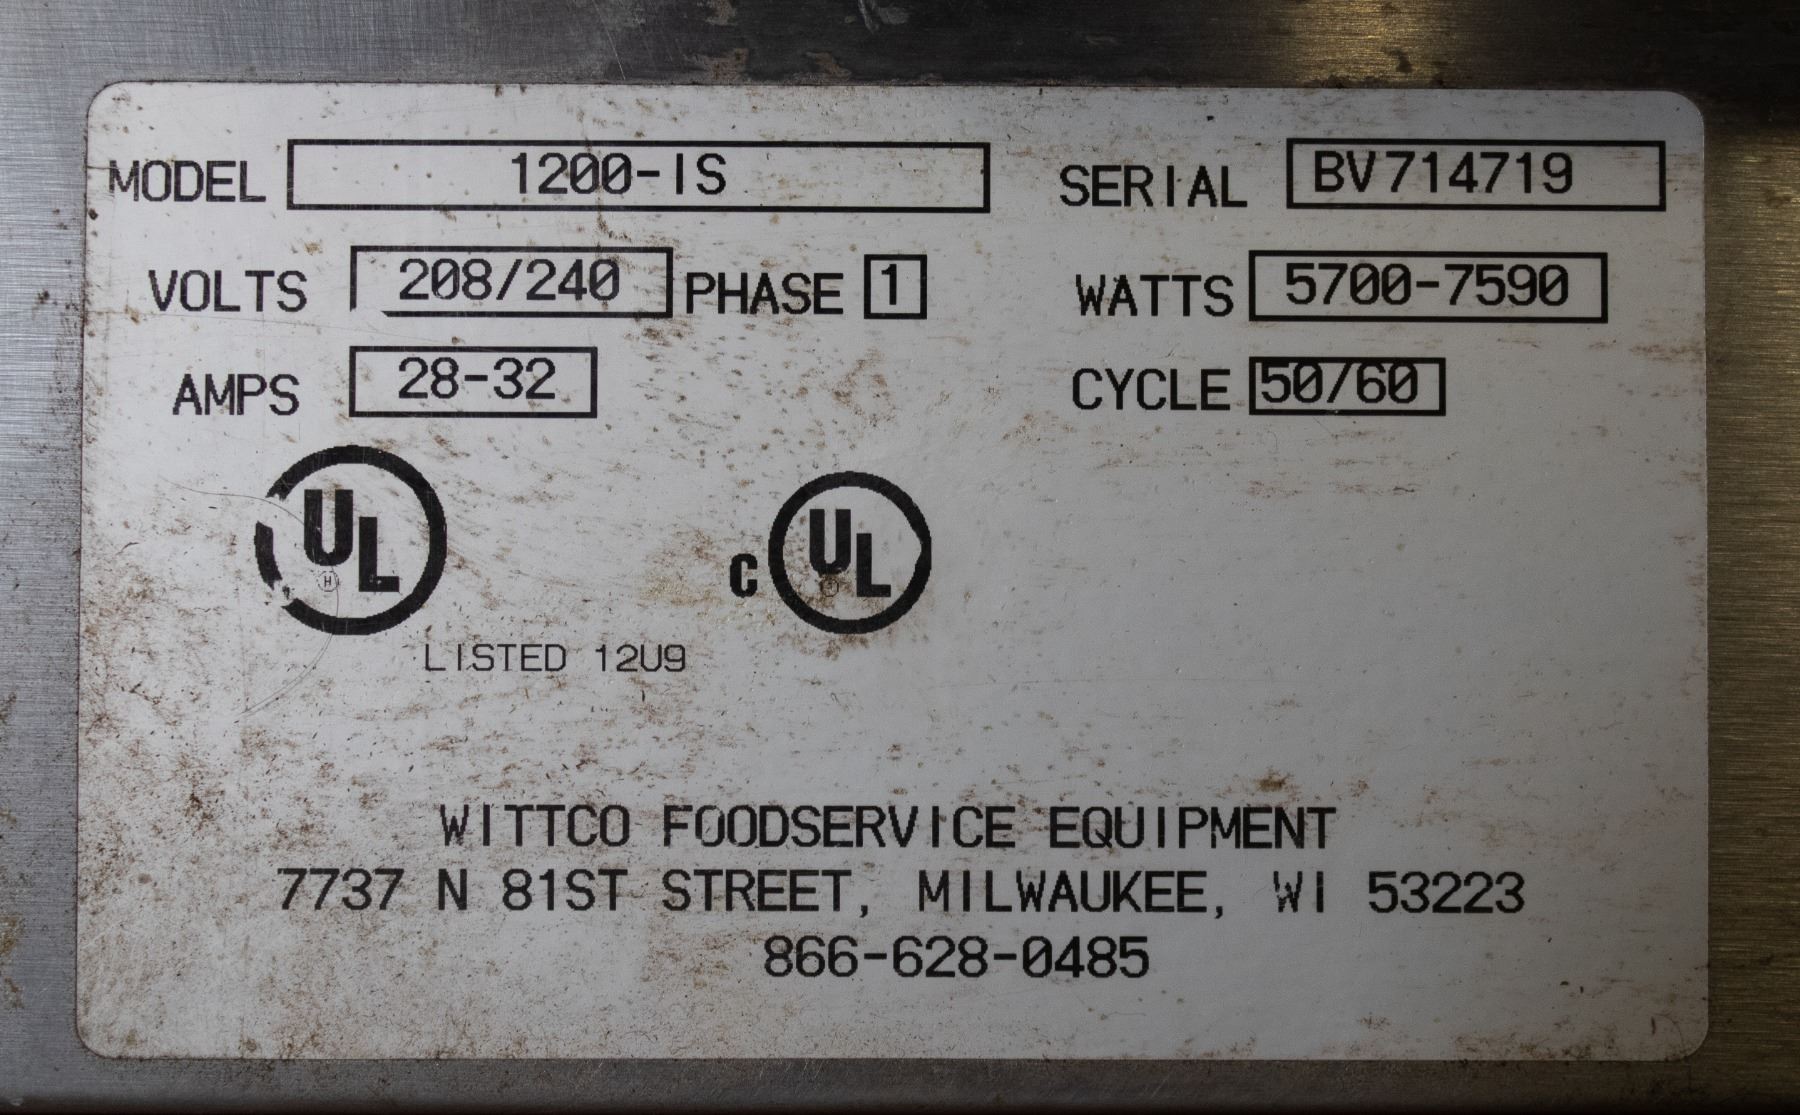 MODEL 1200-IS SERIAL BV714719
VOLTS 208/240 PHASE 1 WATTS 5700-7590
AMPS 28-32 CYCLE 50/60
UL C UL
LISTED 12U9
WITTCO FOODSERVICE EQUIPMENT
7737 N 81ST STREET, MILWAUKEE, WI 53223
866-628-0485